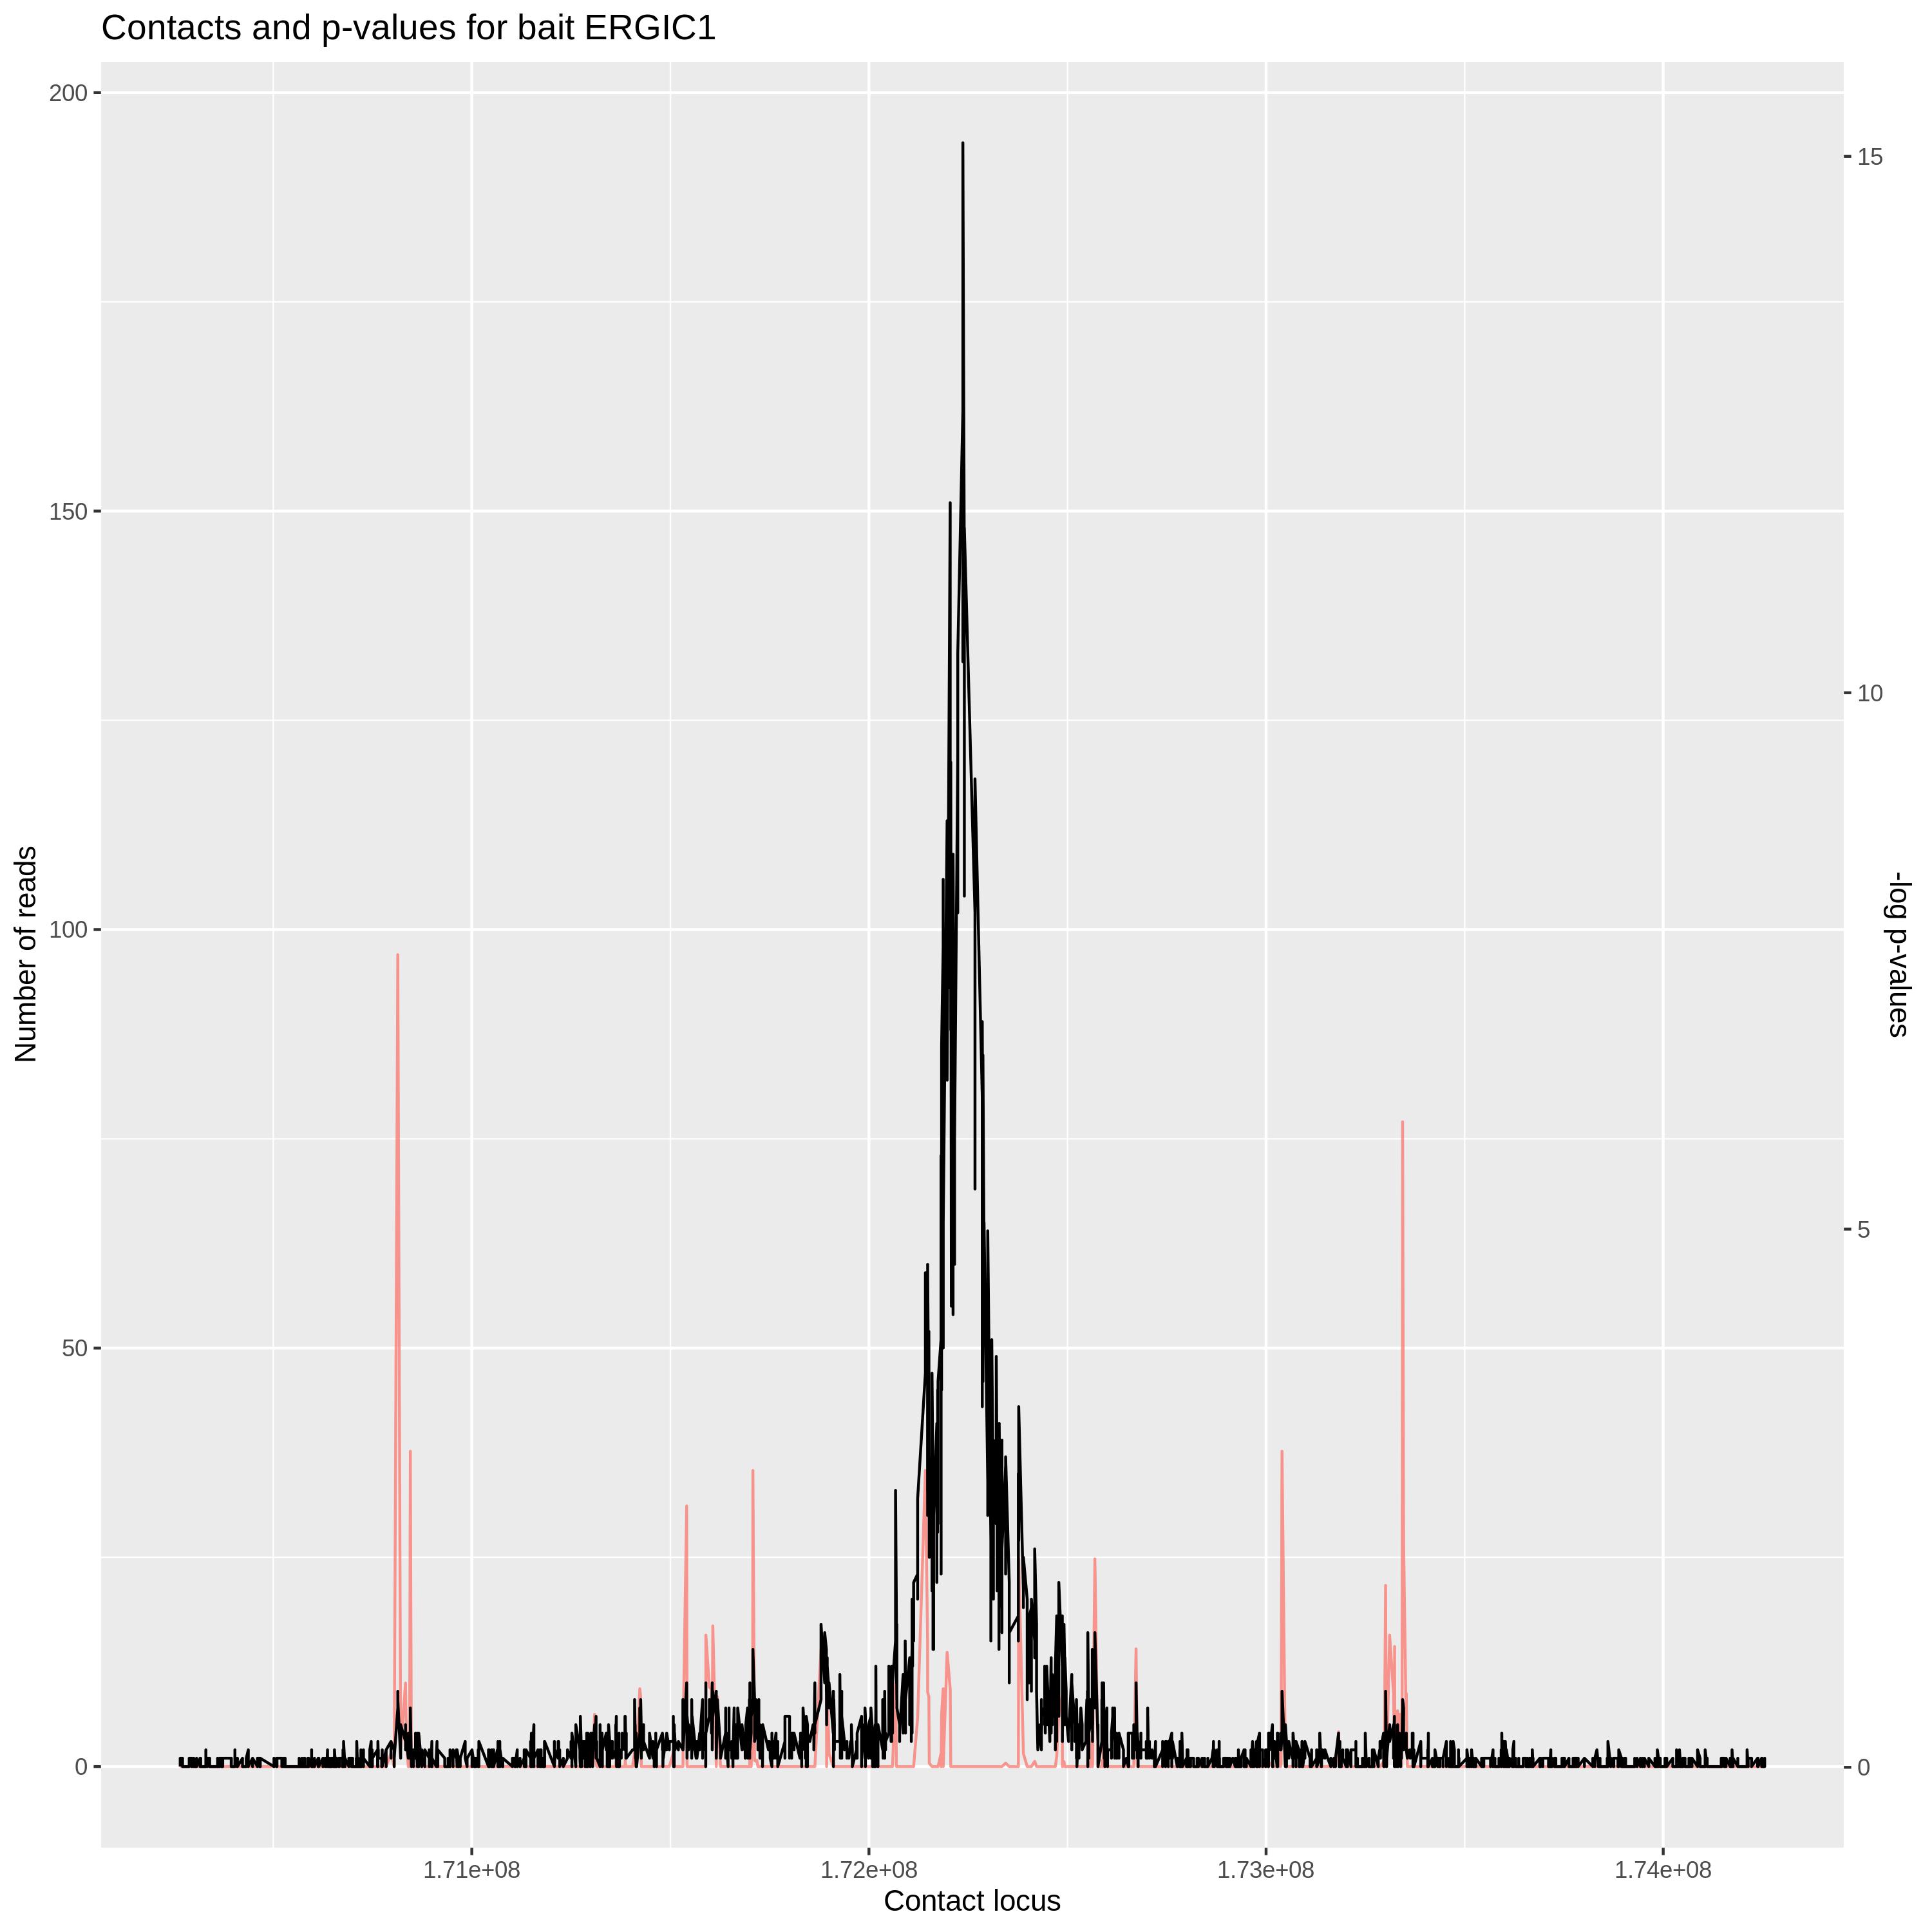 Contacts and p-values for bait ERGIC1
200
150
100
50
0
Number of reads
15
10
5
0
-log p-values
1.71e+08
1.72e+08
1.73e+08
1.74e+08
Contact locus